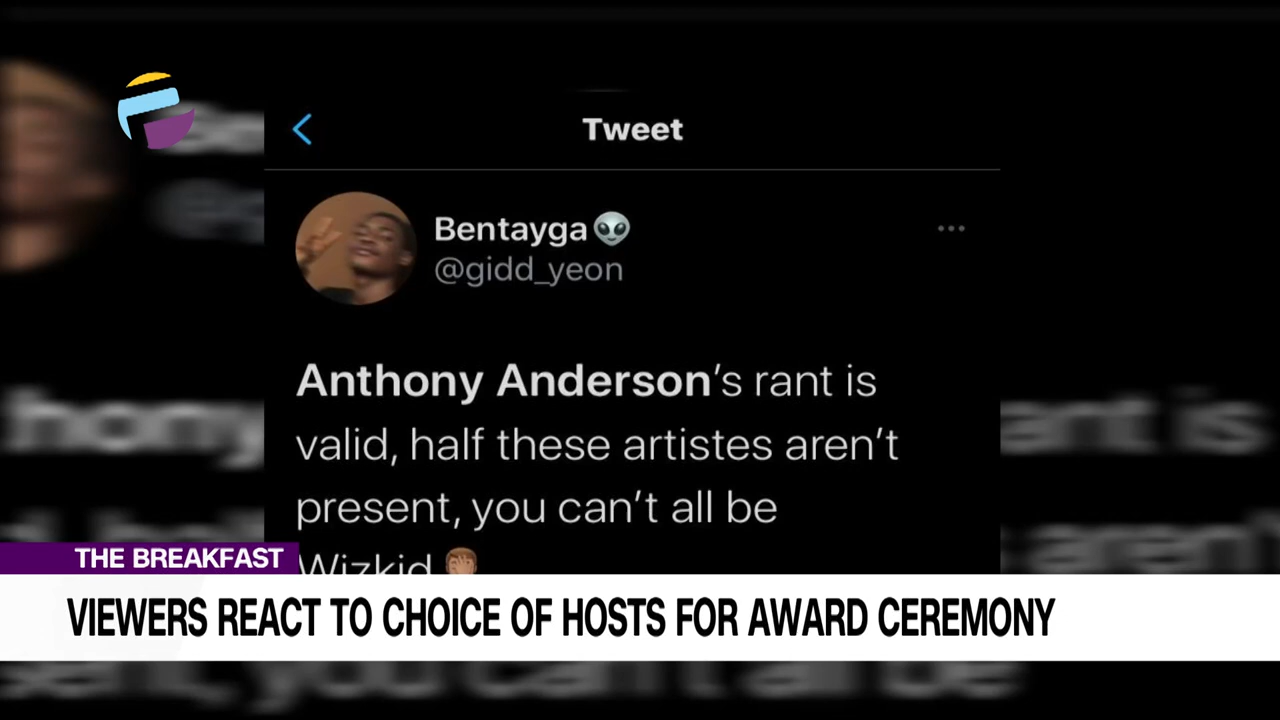 Tweet
Bentayga👽
@gidd_yeon
Anthony Anderson's rant is
valid, half these artistes aren't
present, you can't all be
Wizkid
THE BREAKFAST
VIEWERS REACT TO CHOICE OF HOSTS FOR AWARD CEREMONY